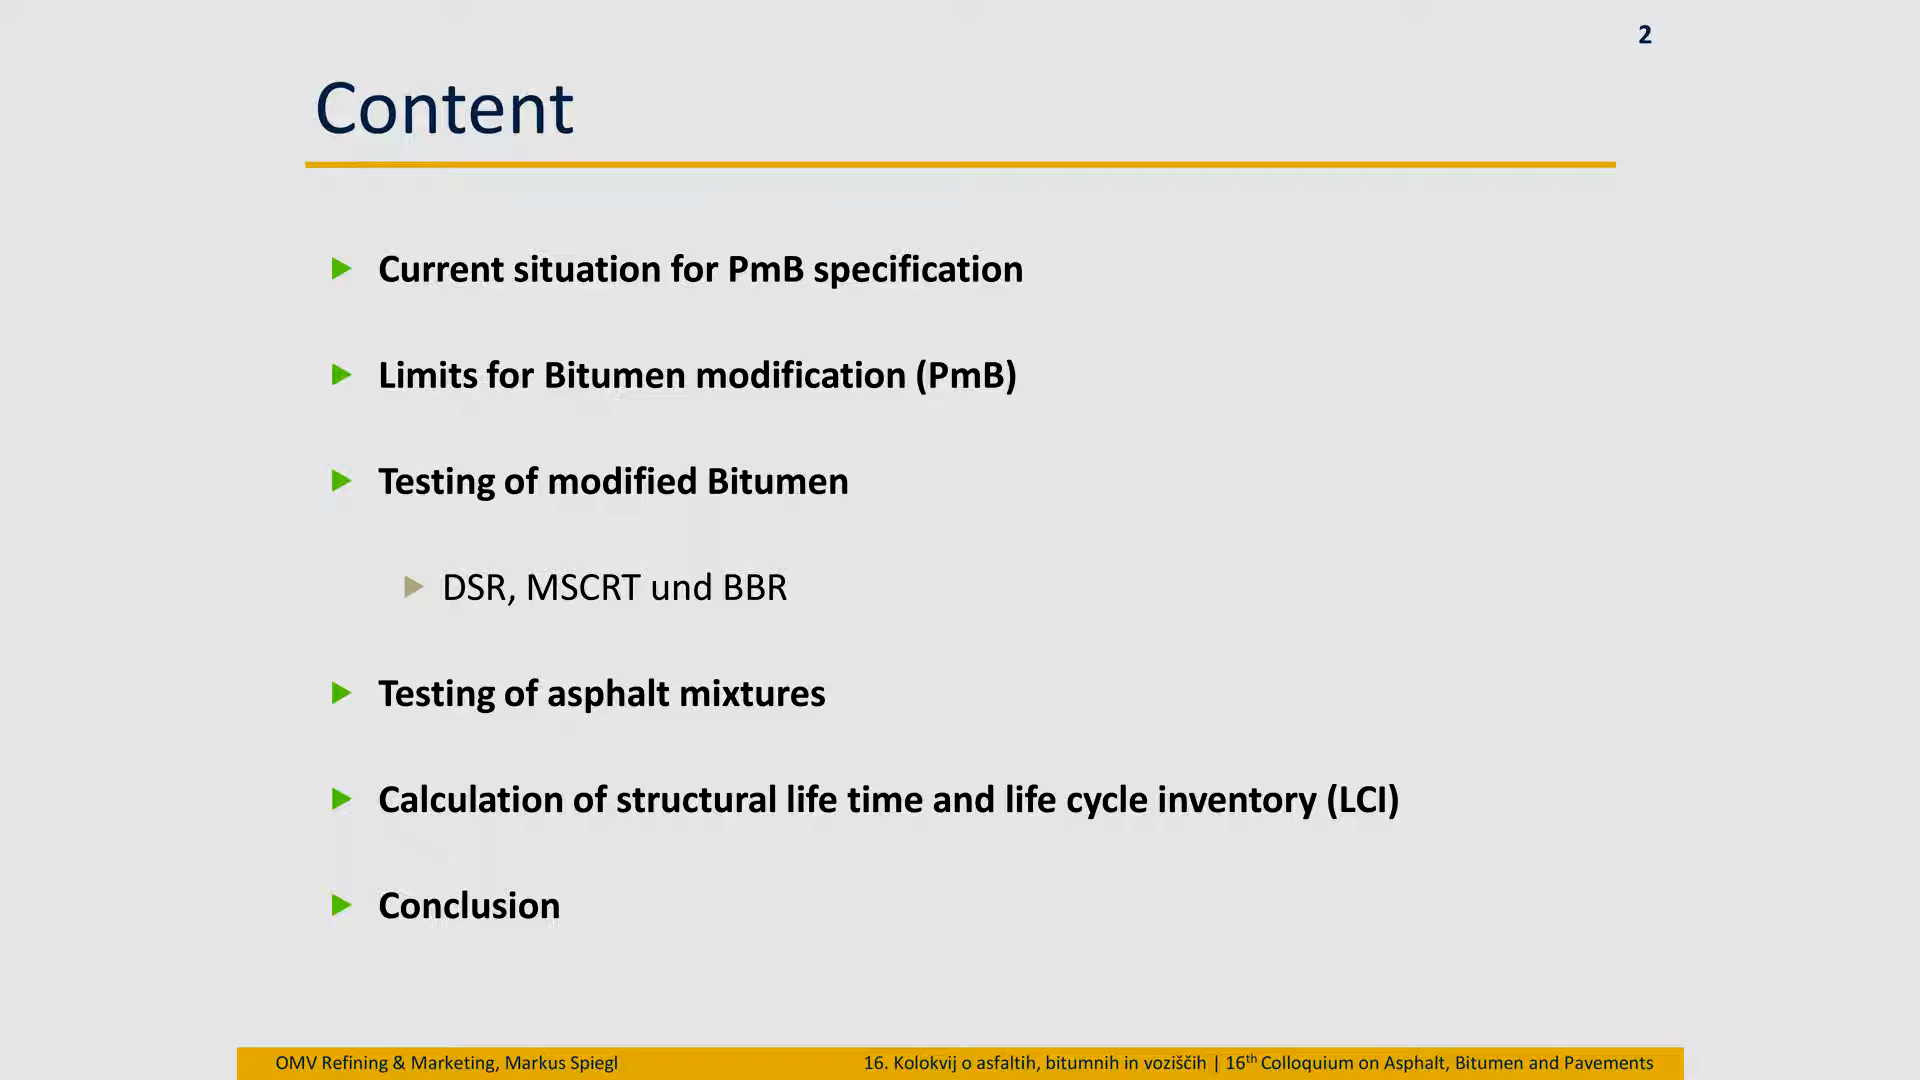 2
Content
Current situation for PmB specification
Limits for Bitumen modification (PmB)
Testing of modified Bitumen
DSR, MSCRT und BBR
Testing of asphalt mixtures
Calculation of structural life time and life cycle inventory (LCI)
Conclusion
OMV Refining & Marketing, Markus Spiegl
16. Kolokvij o asfaltih, bitumnih in voziščih | 16th Colloquium on Asphalt, Bitumen and Pavements